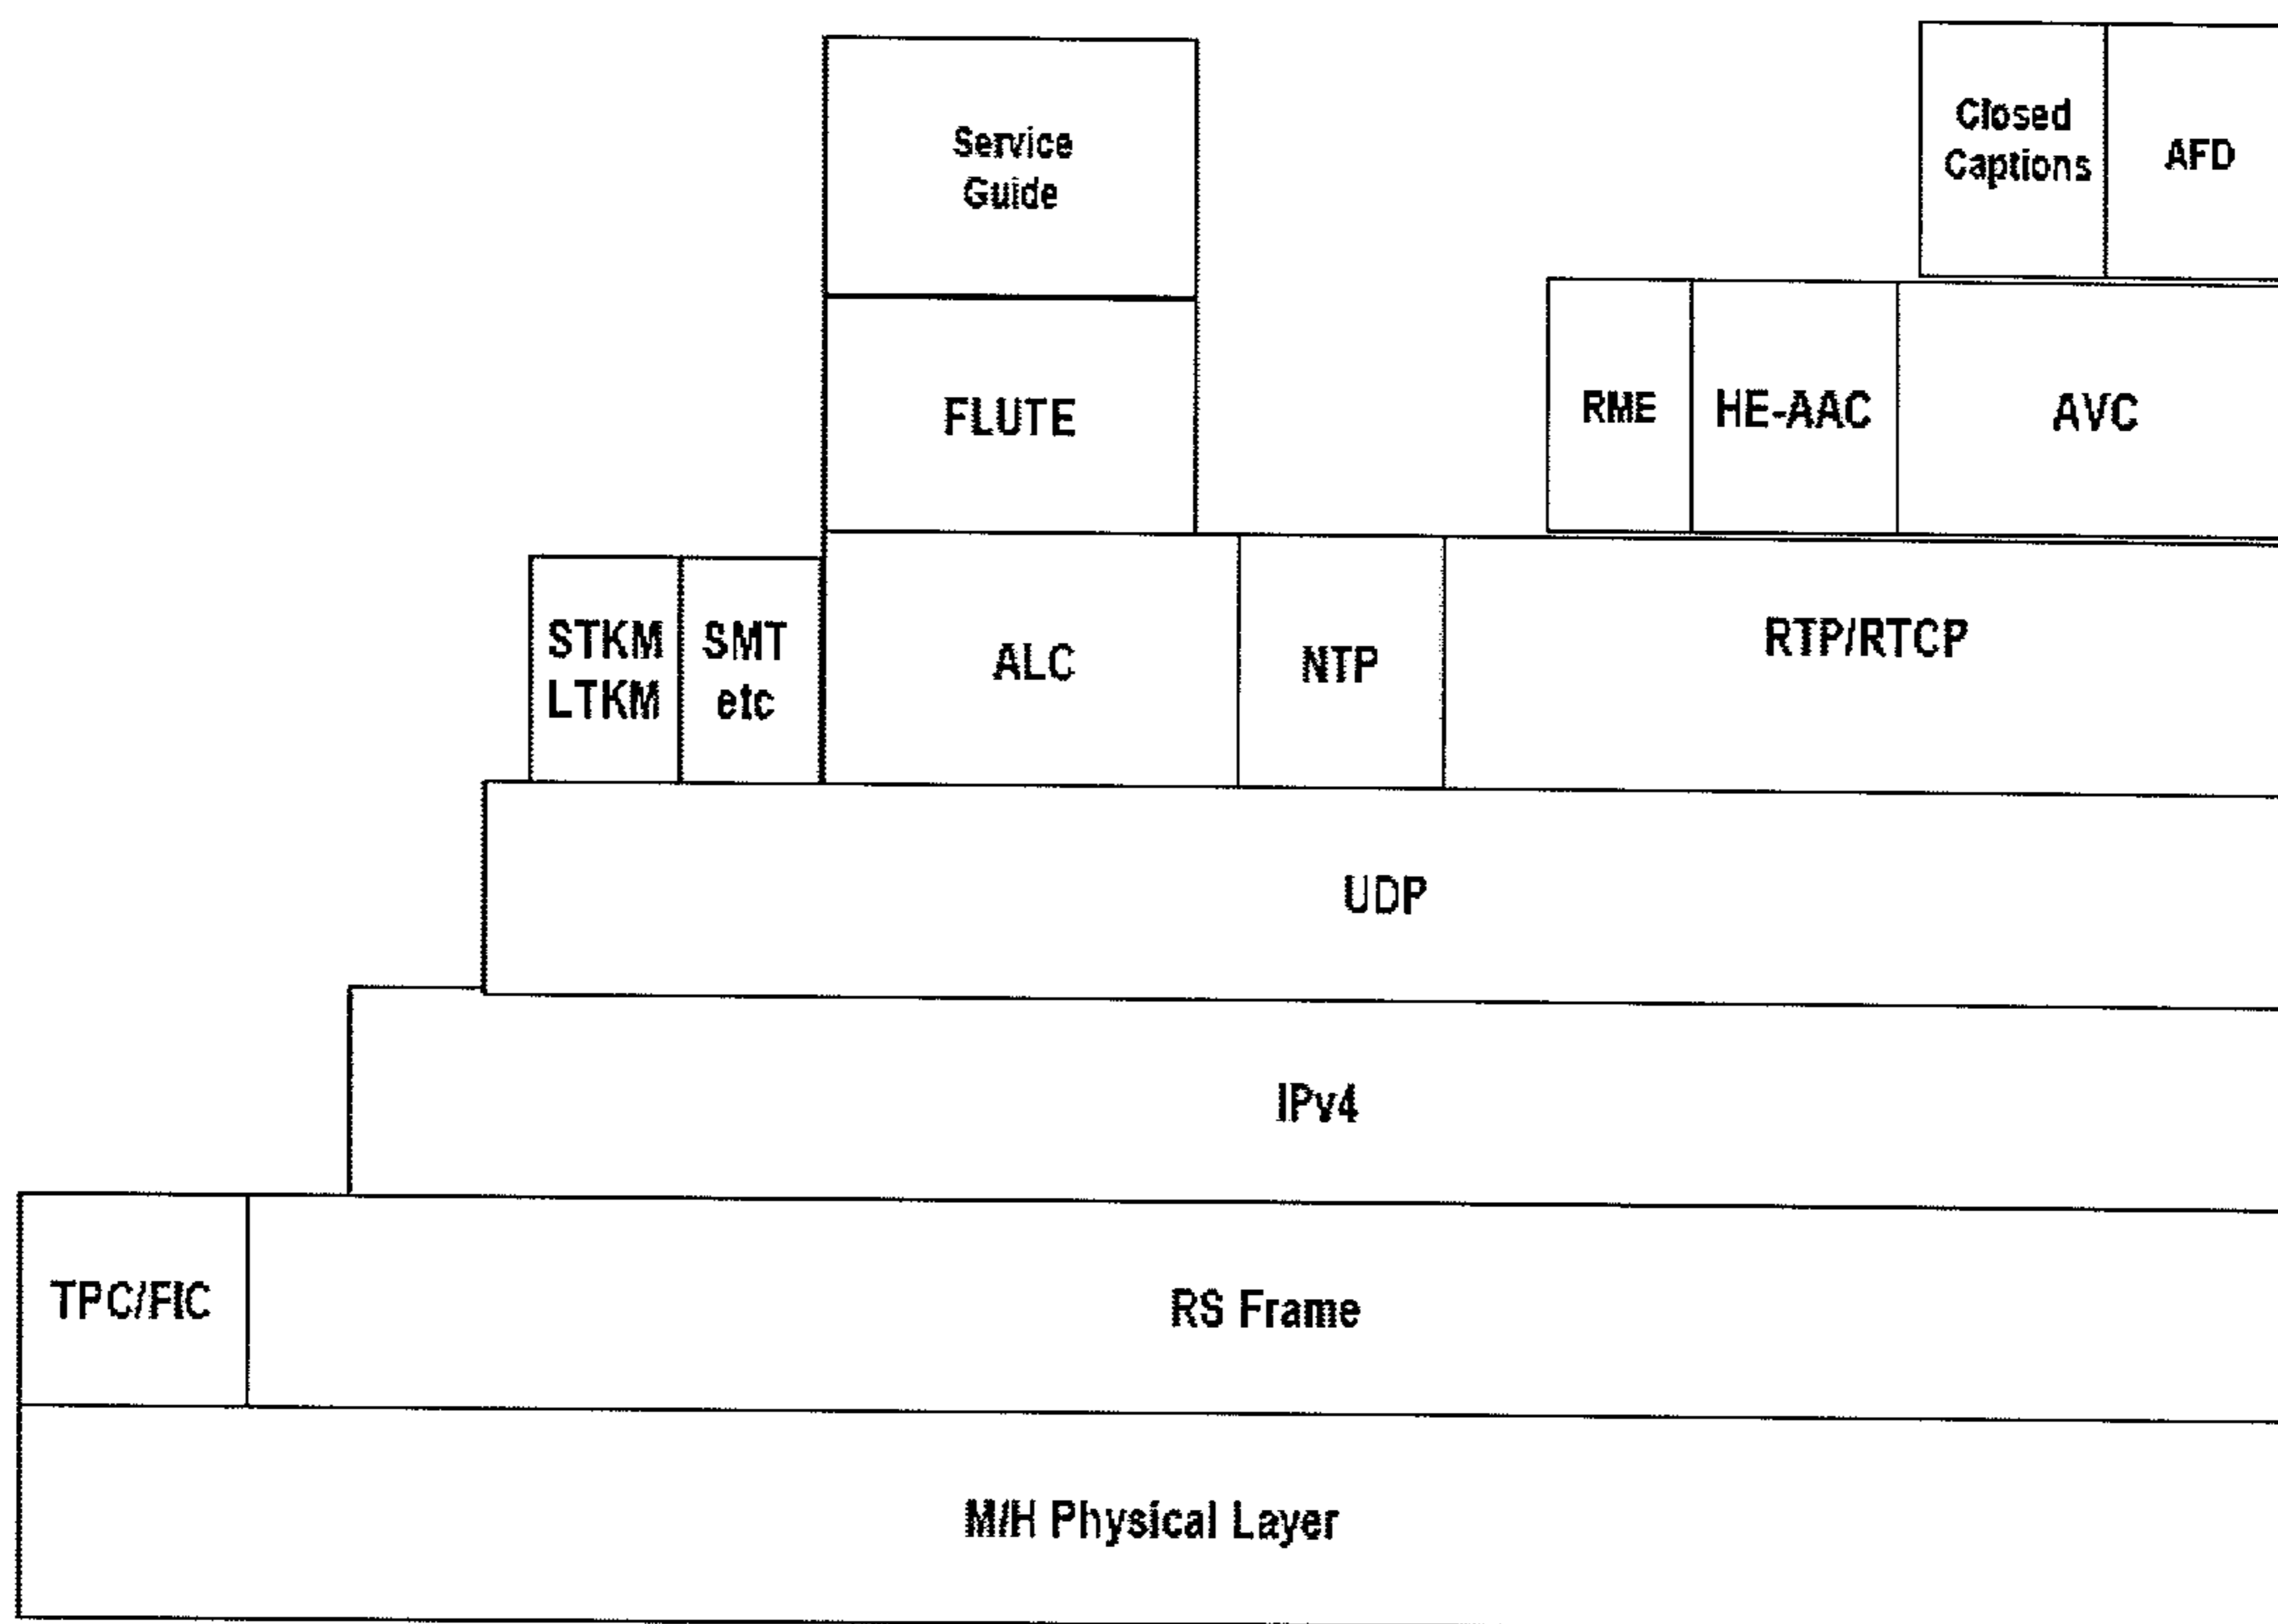 Service
Guide
Closed
Captions
AFD
FLUTE
RME
HE-AAC
AVC
STKM
LTKM
SMT
etc
ALC
NTP
RTP/RTCP
UDP
IPv4
TPC/FIC
RS Frame
M/H Physical Layer